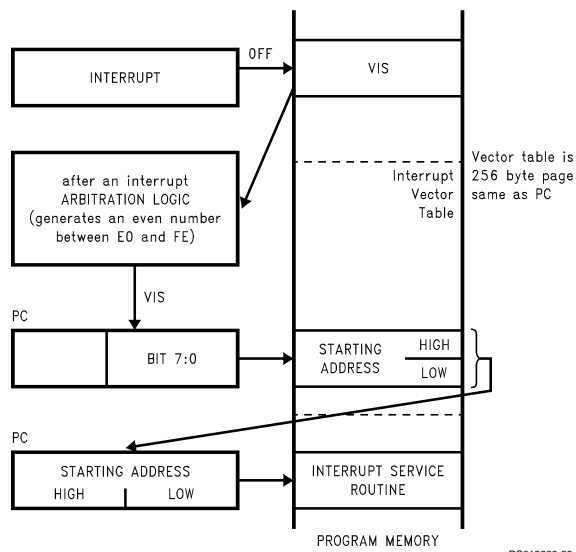 INTERRUPT
OFF
VIS
after an interrupt
ARBITRATION LOGIC
(generates an even number
between E0 and FE)
Interrupt
Vector
Table
Vector table is
256 byte page
same as PC
VIS
PC
BIT 7:0
STARTING
ADDRESS
HIGH
LOW
PC
STARTING ADDRESS
HIGH
LOW
INTERRUPT SERVICE
ROUTINE
PROGRAM MEMORY